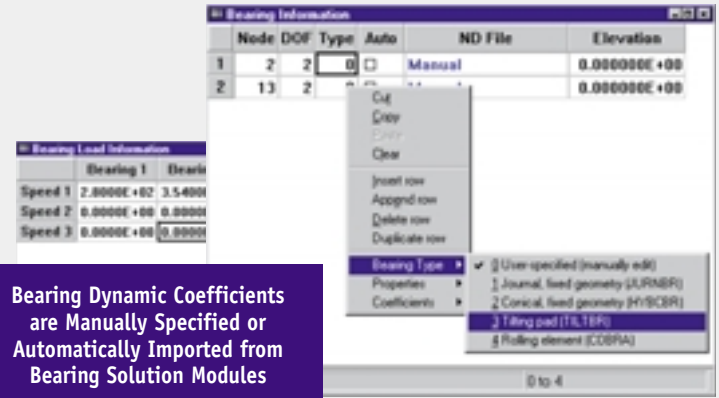 Bearing Information
Node DOF Type Auto ND File Elevation
1 2 2 0 Manual 0.000000E+00
2 13 2 0.000000E+00
Cut
Copy
Paste
Clear
Insert row
Append row
Delete row
Duplicate row
Bearing Type
Properties
Coefficients
0 User-specified (manually edit)
1 Journal, fixed geometry (JURNBR)
2 Conical, fixed geometry (HYBCBR)
3 Tilting pad (TILTBR)
4 Rolling element (COBRA)
0 to 4
Bearing Load Information
Bearing 1 Bearin
Speed 1 2.8000E+02 3.5400
Speed 2 0.0000E+00 0.0000
Speed 3 0.0000E+00 0.0000
Bearing Dynamic Coefficients
are Manually Specified or
Automatically Imported from
Bearing Solution Modules